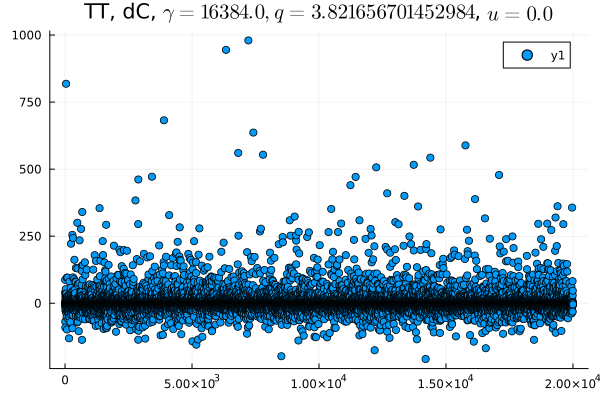 TT, dC, γ = 16384.0, q = 3.821656701452984, u = 0.0
y1
1000
750
500
250
0
0 5.00×10³ 1.00×10⁴ 1.50×10⁴ 2.00×10⁴